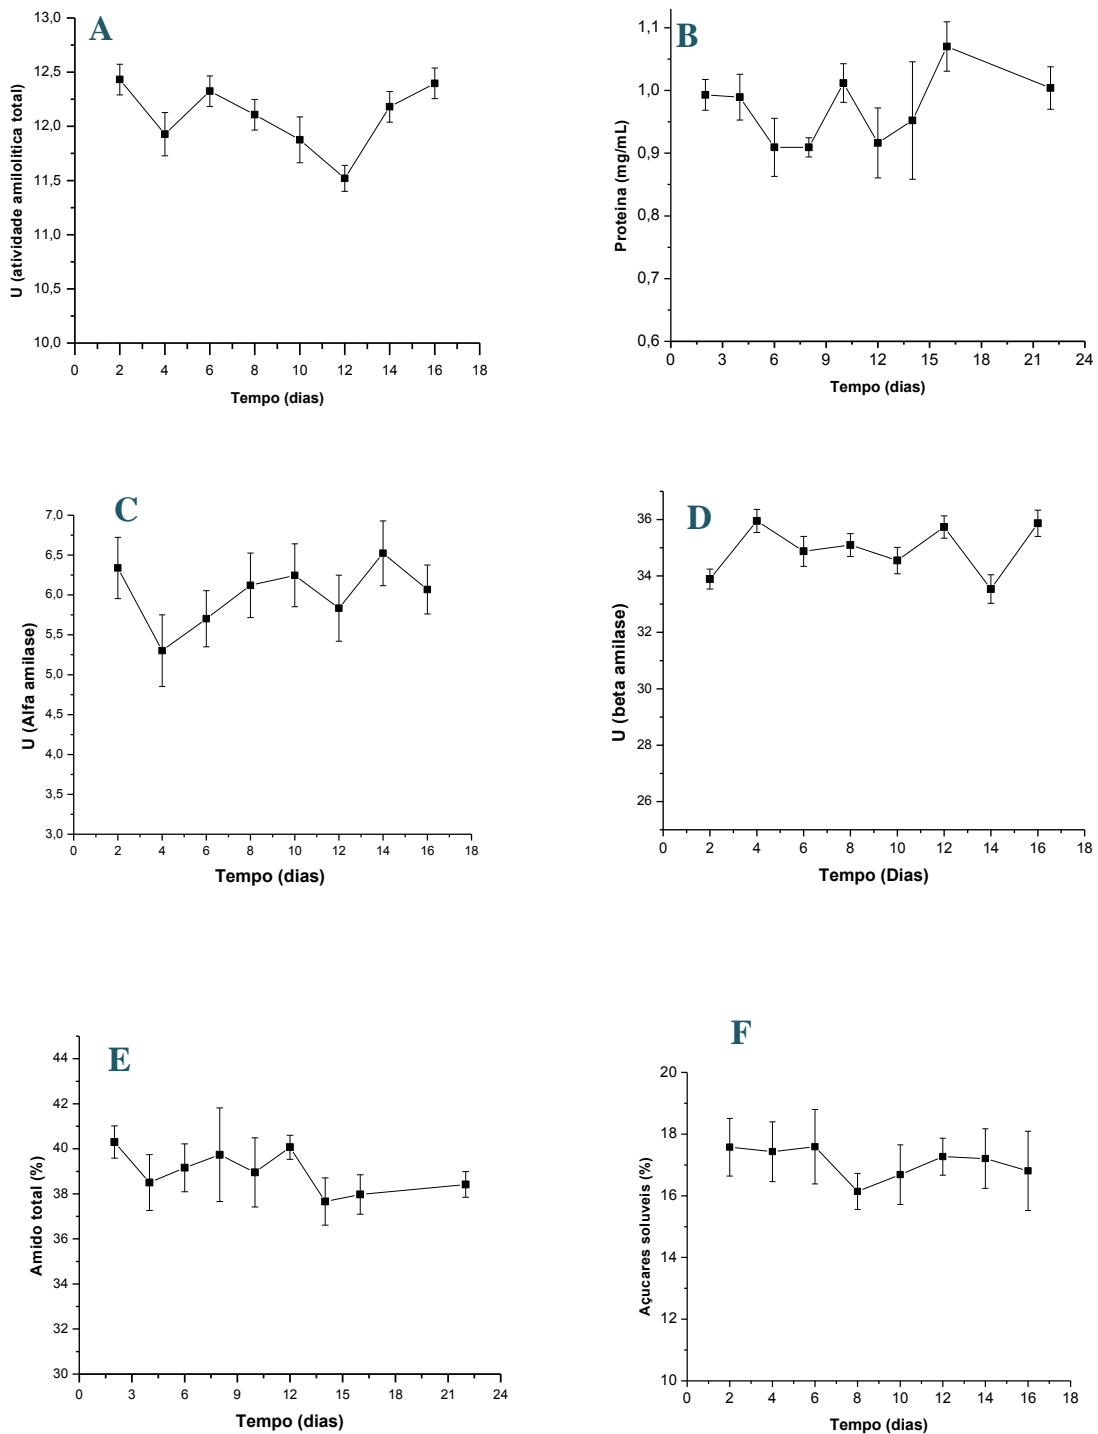 A
13,0
12,5
12,0
11,5
11,0
10,5
10,0
U (atividade amilolítica total)
0 2 4 6 8 10 12 14 16 18
Tempo (dias)
B
1,1
1,0
0,9
0,8
0,7
0,6
Proteina (mg/mL)
0 3 6 9 12 15 18 21 24
Tempo (dias)
C
7,0
6,5
6,0
5,5
5,0
4,5
4,0
3,5
3,0
U (Alfa amilase)
0 2 4 6 8 10 12 14 16 18
Tempo (dias)
D
36
34
32
30
28
26
U (beta amilase)
0 2 4 6 8 10 12 14 16 18
Tempo (Dias)
E
44
42
40
38
36
34
32
30
Amido total (%)
0 3 6 9 12 15 18 21 24
Tempo (dias)
F
20
18
16
14
12
10
Açucares soluveis (%)
0 2 4 6 8 10 12 14 16 18
Tempo (dias)